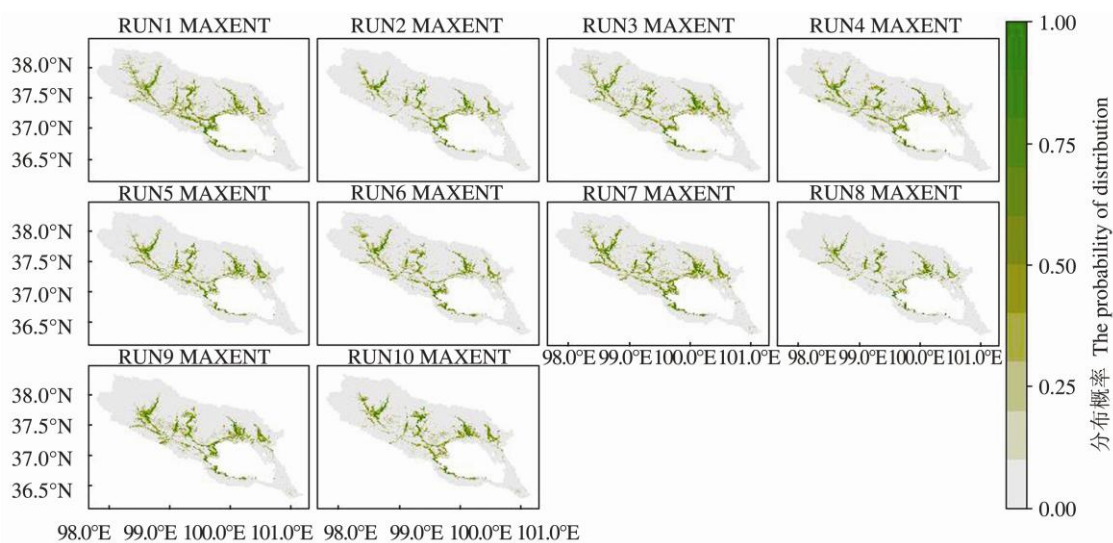 RUN1 MAXENT
RUN2 MAXENT
RUN3 MAXENT
RUN4 MAXENT
38.0°N
37.5°N
37.0°N
36.5°N
RUN5 MAXENT
RUN6 MAXENT
RUN7 MAXENT
RUN8 MAXENT
38.0°N
37.5°N
37.0°N
36.5°N
98.0°E 99.0°E 100.0°E 101.0°E
98.0°E 99.0°E 100.0°E 101.0°E
RUN9 MAXENT
RUN10 MAXENT
38.0°N
37.5°N
37.0°N
36.5°N
98.0°E 99.0°E 100.0°E 101.0°E
98.0°E 99.0°E 100.0°E 101.0°E
1.00
0.75
0.50
0.25
0.00
分布概率 The probability of distribution